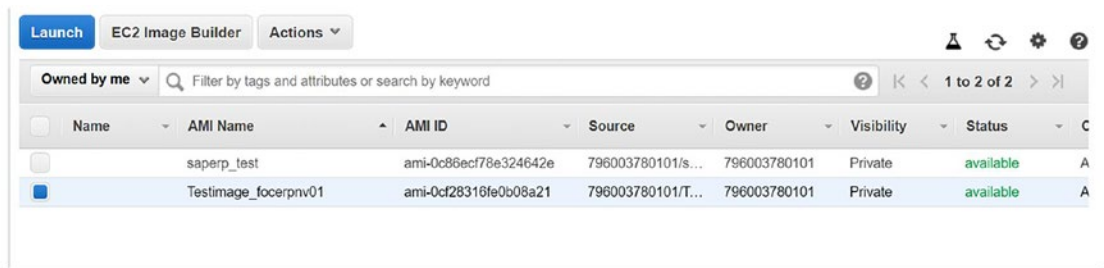 Launch EC2 Image Builder Actions
Owned by me Filter by tags and attributes or search by keyword 1 to 2 of 2
Name AMI Name AMI ID Source Owner Visibility Status C
saperp_test ami-0c86ecf78e324642e 796003780101/s... 796003780101 Private available A
Testimage_focerpnv01 ami-0cf28316fe0b08a21 796003780101/T... 796003780101 Private available A